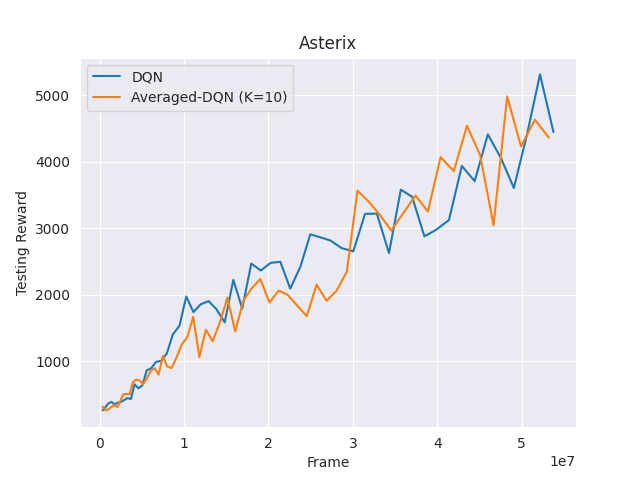 Asterix
DQN
Averaged-DQN (K=10)
Testing Reward
5000
4000
3000
2000
1000
0
1
2
3
4
5
1e7
Frame